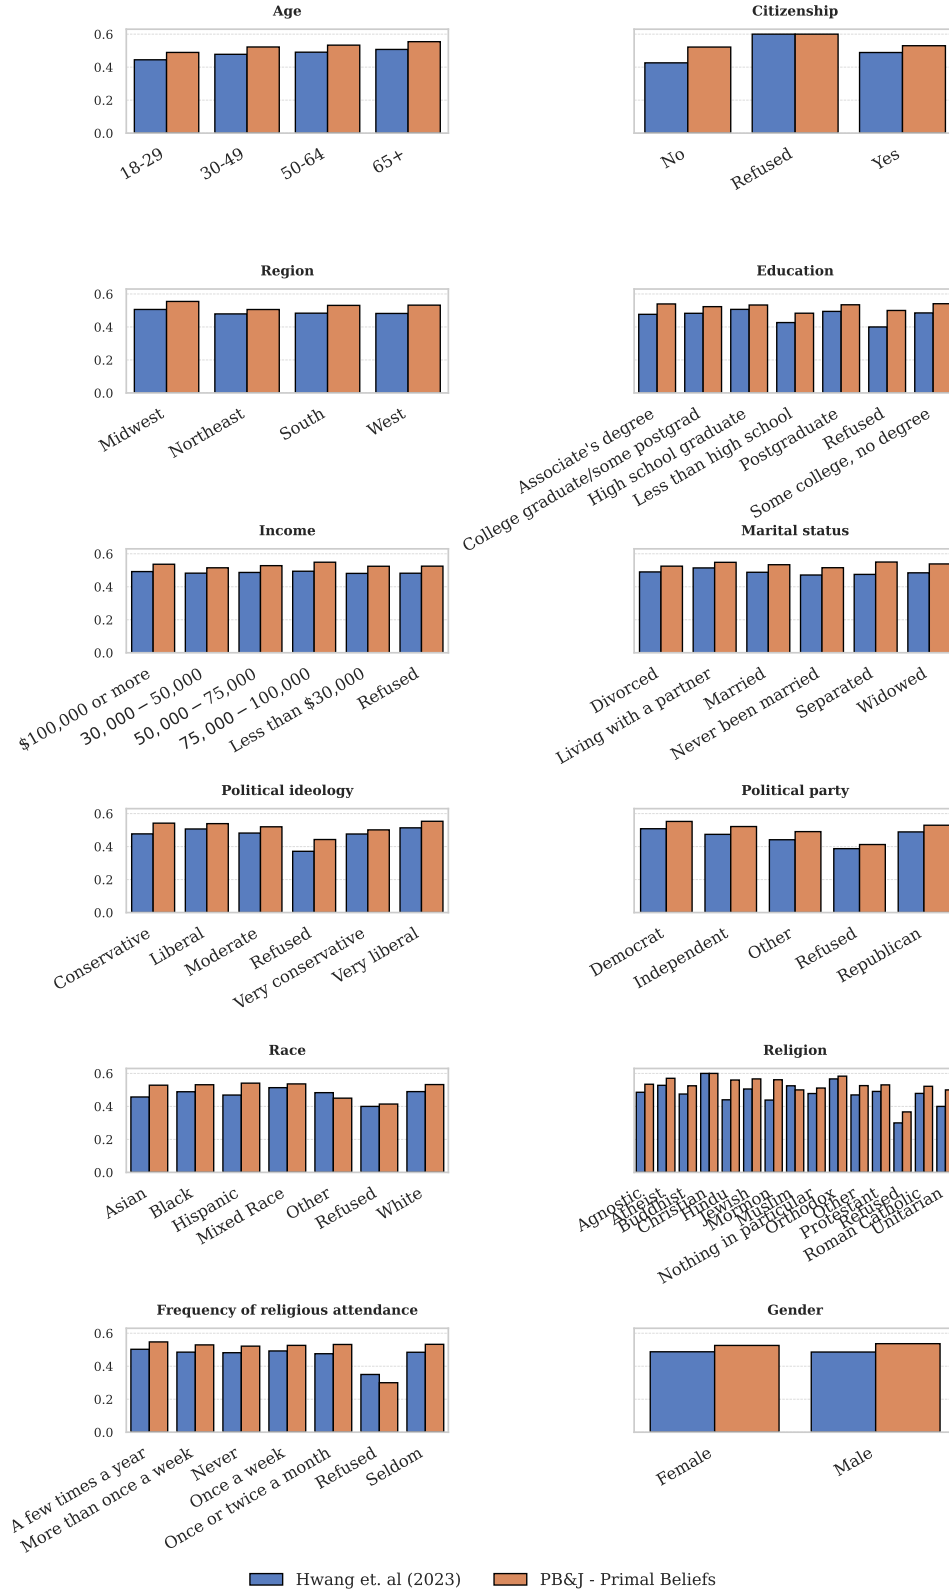 Age
0.6
0.4
0.2
0.0
18-29
30-49
50-64
65+
Citizenship
No
Refused
Yes
Region
0.6
0.4
0.2
0.0
Midwest
Northeast
South
West
Education
Associate's degree
College graduate/some postgrad
High school graduate
Less than high school
Postgraduate
Refused
Some college, no degree
Income
0.6
0.4
0.2
0.0
$100,000 or more
30,000 − 50,000
50,000 − 75,000
75,000 − 100,000
Less than $30,000
Refused
Marital status
Divorced
Living with a partner
Married
Never been married
Separated
Widowed
Political ideology
0.6
0.4
0.2
0.0
Conservative
Liberal
Moderate
Refused
Very conservative
Very liberal
Political party
Democrat
Independent
Other
Refused
Republican
Race
0.6
0.4
0.2
0.0
Asian
Black
Hispanic
Mixed Race
Other
Refused
White
Religion
Agnostic
Atheist
Buddhist
Christian
Hindu
Jewish
Mormon
Muslim
Nothing in particular
Orthodox
Other
Protestant
Refused
Roman Catholic
Unitarian
Frequency of religious attendance
0.6
0.4
0.2
0.0
A few times a year
More than once a week
Never
Once a week
Once or twice a month
Refused
Seldom
Gender
Female
Male
Hwang et. al (2023)
PB&J - Primal Beliefs